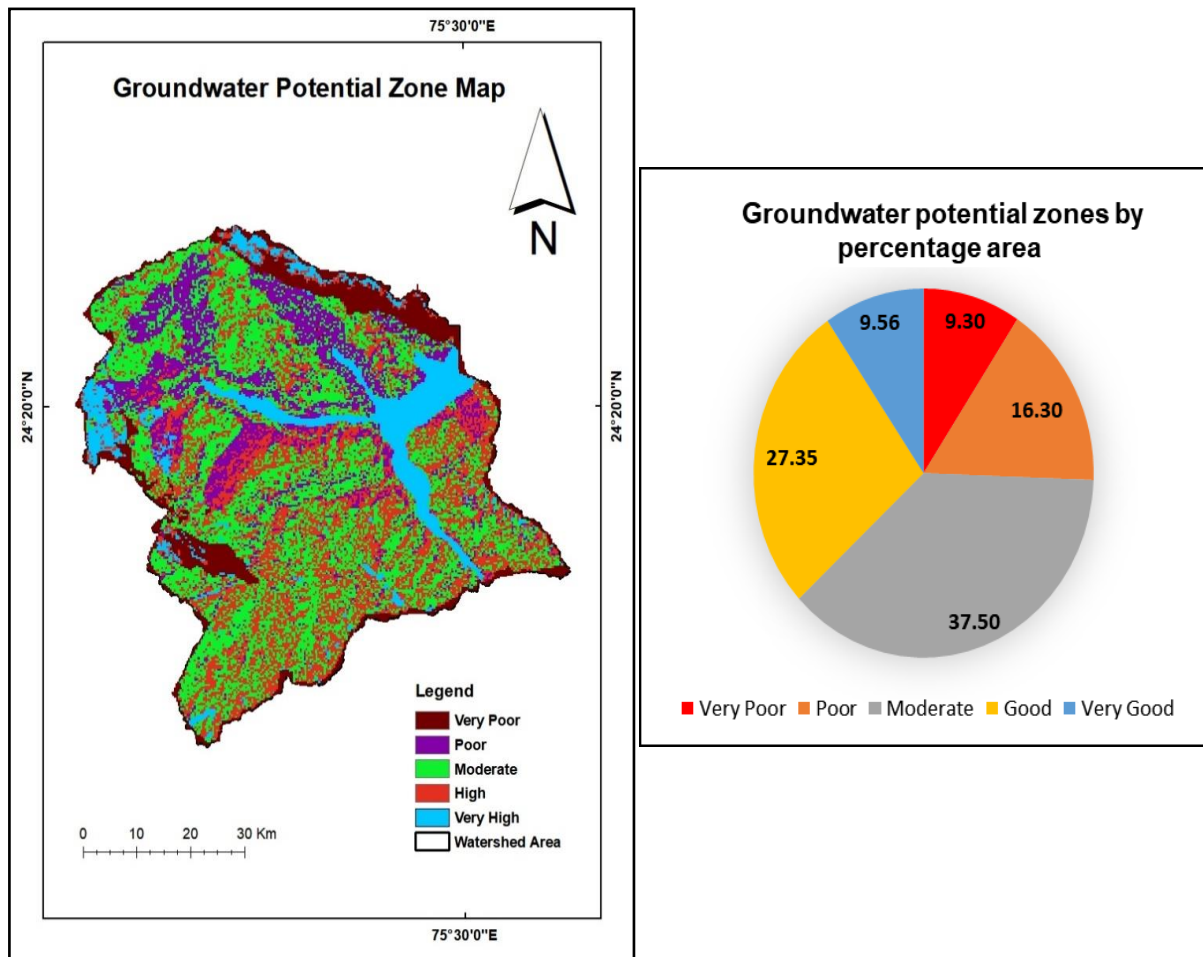 75°30'0"E
Groundwater Potential Zone Map
N
24°20'0"N
24°20'0"N
Legend
Very Poor
Poor
Moderate
High
Very High
Watershed Area
0 10 20 30 Km
75°30'0"E
Groundwater potential zones by
percentage area
9.56
9.30
16.30
27.35
37.50
Very Poor Poor Moderate Good Very Good